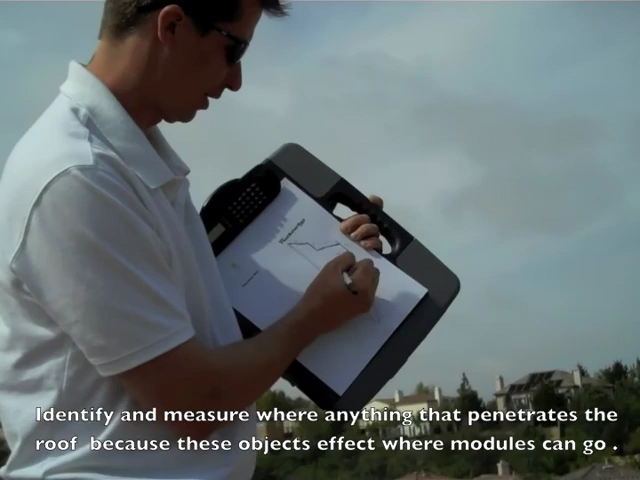 Identify and measure where anything that penetrates the
roof  because these objects effect where modules can go .